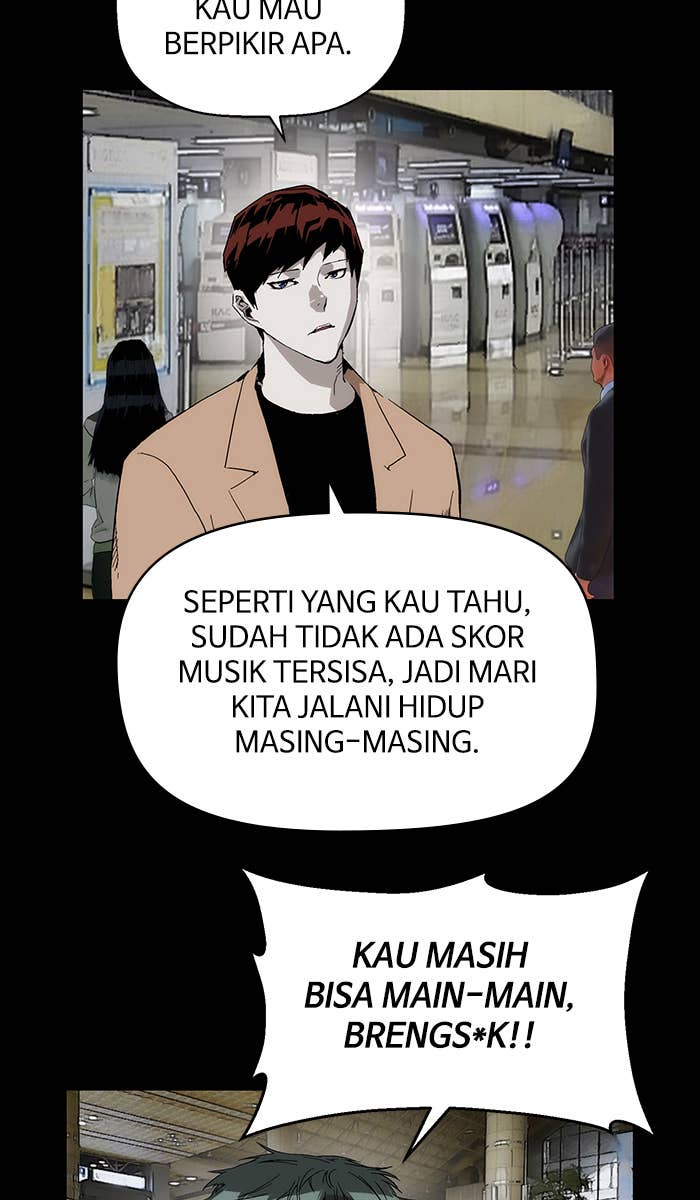 KAU MAU
BERPIKIR APA.
SEPERTI YANG KAU TAHU,
SUDAH TIDAK ADA SKOR
MUSIK TERSISA, JADI MARI
KITA JALANI HIDUP
MASING-MASING.
KAU MASIH
BISA MAIN-MAIN,
BRENGS*K!!